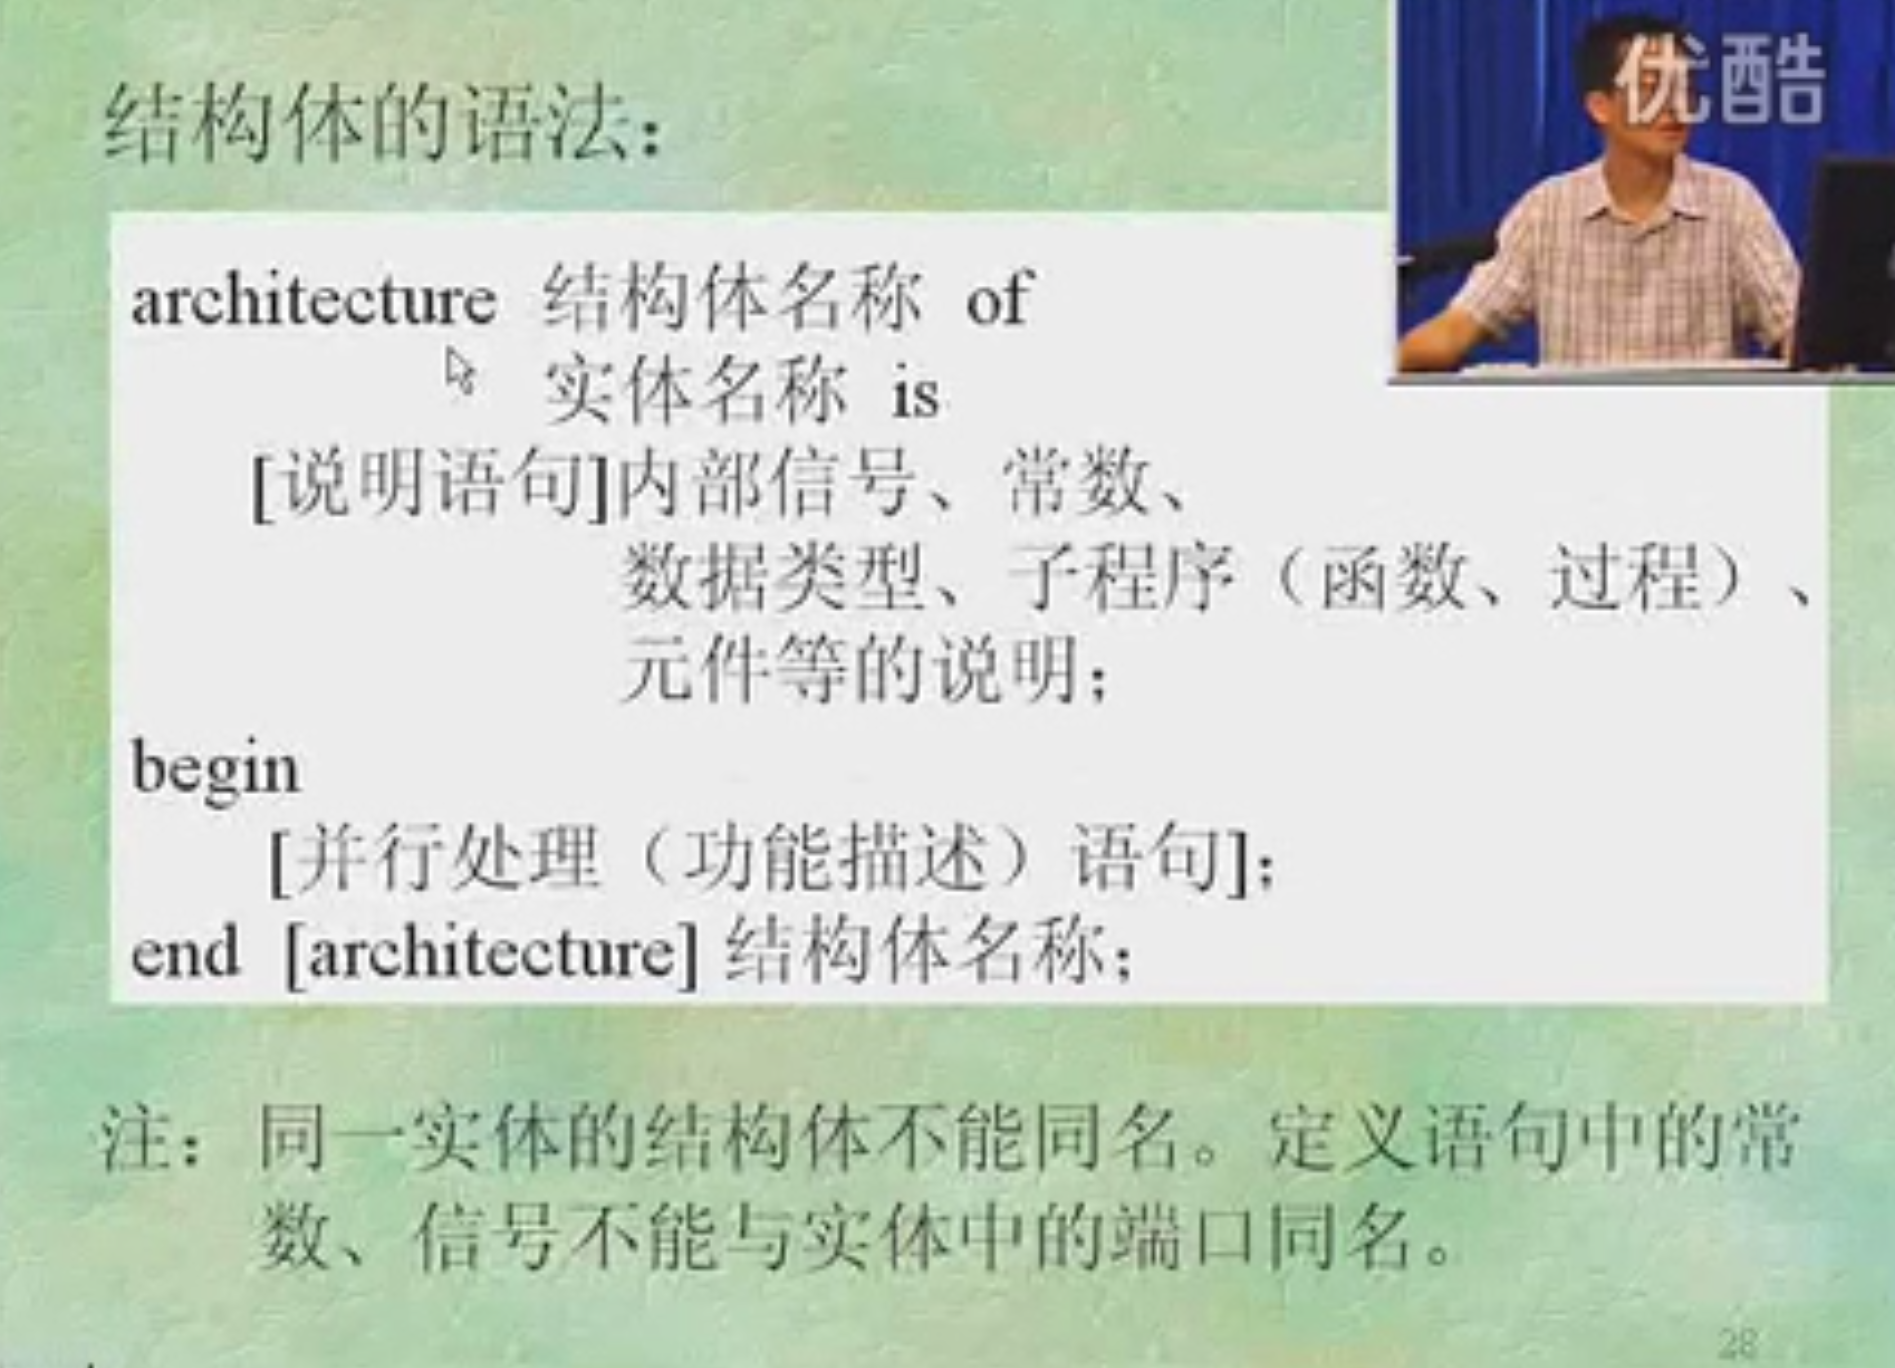 优酷
结构体的语法：
architecture 结构体名称 of
实体名称 is
[说明语句]内部信号、常数、
数据类型、子程序（函数、过程）、
元件等的说明；
begin
[并行处理（功能描述）语句]；
end [architecture] 结构体名称；
注：同一实体的结构体不能同名。定义语句中的常
数、信号不能与实体中的端口同名。
28